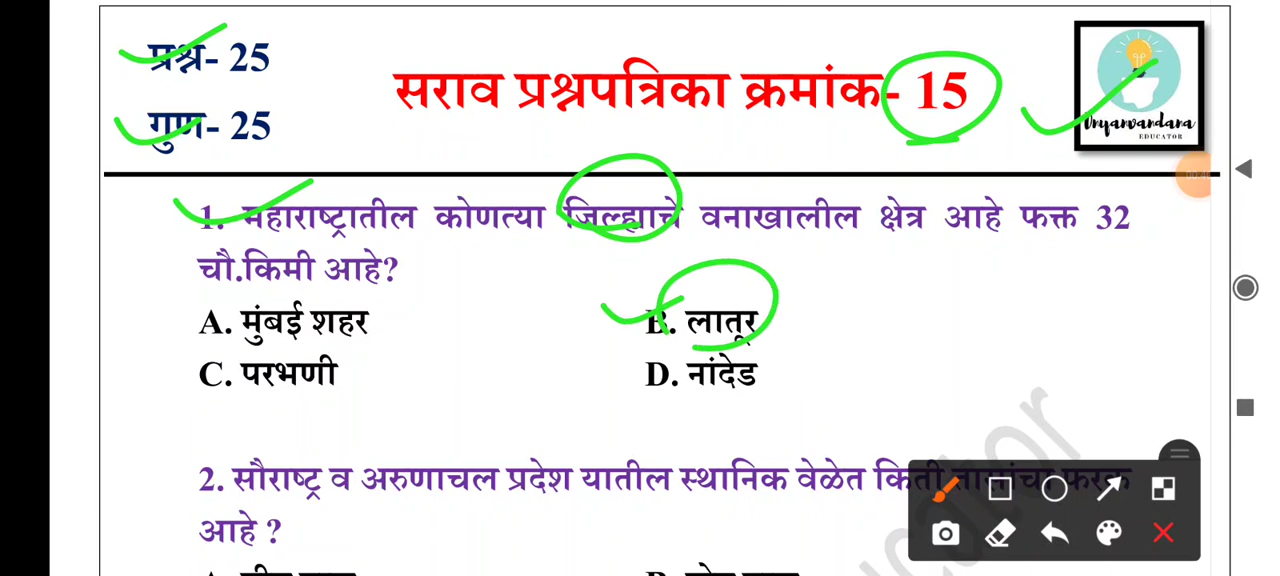 प्रश्न- 25
गुण- 25
सराव प्रश्नपत्रिका क्रमांक- 15
Dnyanvandana
EDUCATOR
1. महाराष्ट्रातील कोणत्या जिल्ह्याचे वनाखालील क्षेत्र आहे फक्त 32
चौ.किमी आहे?
A. मुंबई शहर B. लातूर
C. परभणी D. नांदेड
2. सौराष्ट्र व अरुणाचल प्रदेश यातील स्थानिक वेळेत किती तासांचा फरक
आहे ?